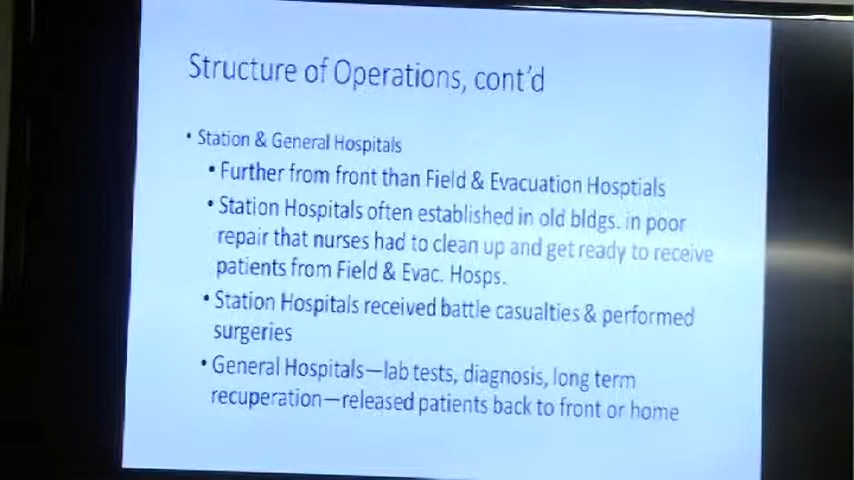 Structure of Operations, cont'd
• Station & General Hospitals
• Further from front than Field & Evacuation Hosptials
• Station Hospitals often established in old bldgs. in poor
repair that nurses had to clean up and get ready to receive
patients from Field & Evac. Hosps.
• Station Hospitals received battle casualties & performed
surgeries
• General Hospitals—lab tests, diagnosis, long term
recuperation—released patients back to front or home